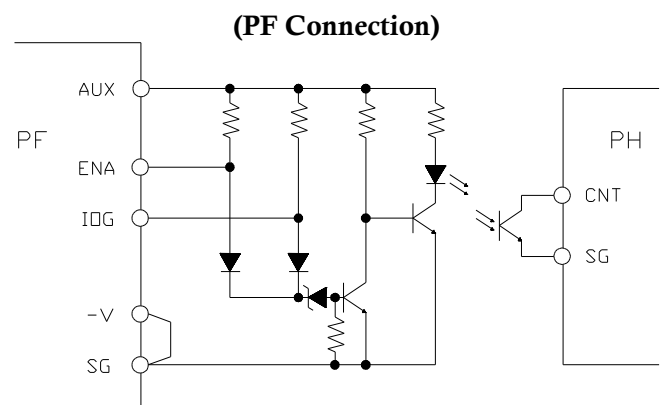 (PF Connection)
AUX
PF
PH
ENA
CNT
IOG
SG
-V
SG